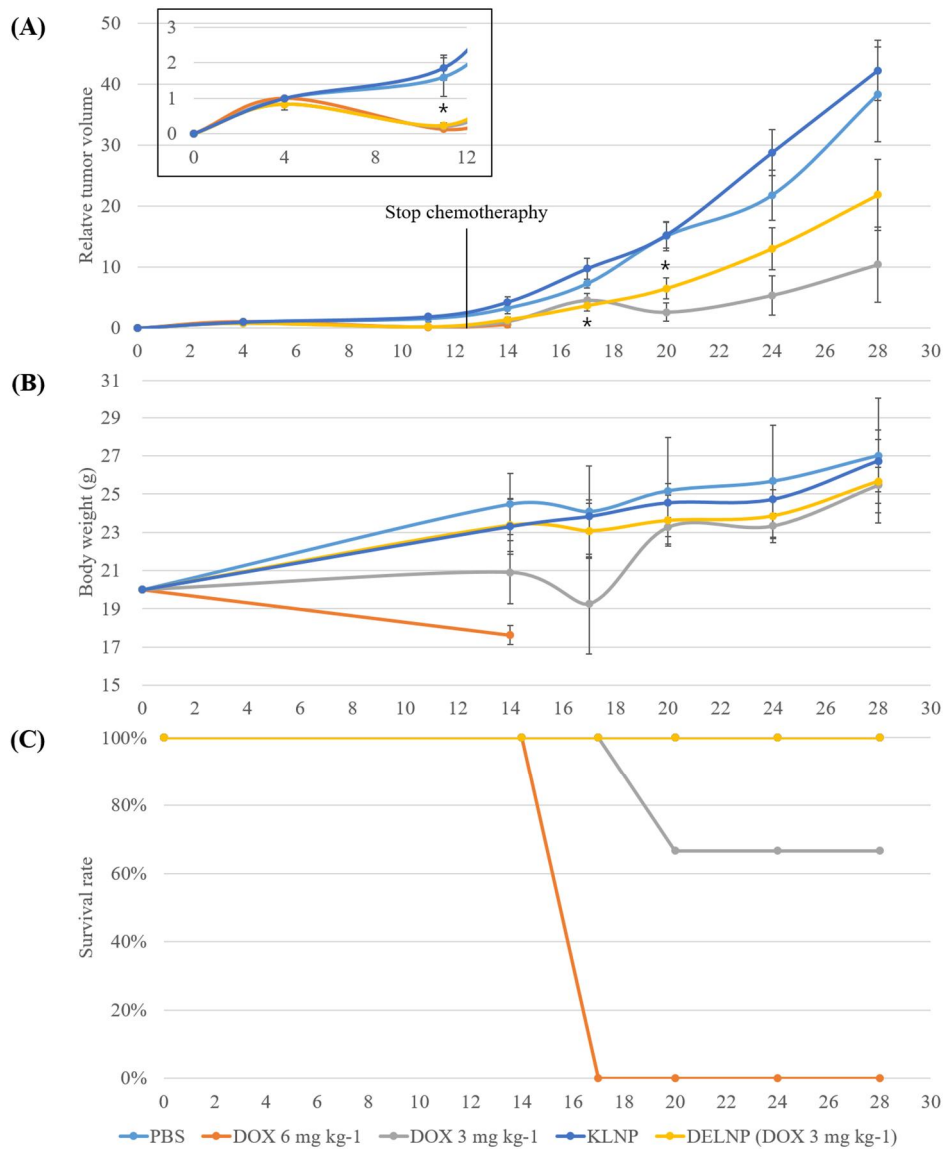 (A)
Relatve tumor volume
50
40
30
20
10
0
3
2
1
0
*
0 4 8 12
Stop chemotheraphy
*
*
0 2 4 6 8 10 12 14 16 18 20 22 24 26 28 30
(B)
Body weight (g)
31
29
27
25
23
21
19
17
15
0 2 4 6 8 10 12 14 16 18 20 22 24 26 28 30
(C)
Survival rate
100%
80%
60%
40%
20%
0%
0 2 4 6 8 10 12 14 16 18 20 22 24 26 28 30
PBS DOX 6 mg kg-1 DOX 3 mg kg-1 KLNP DELNP (DOX 3 mg kg-1)